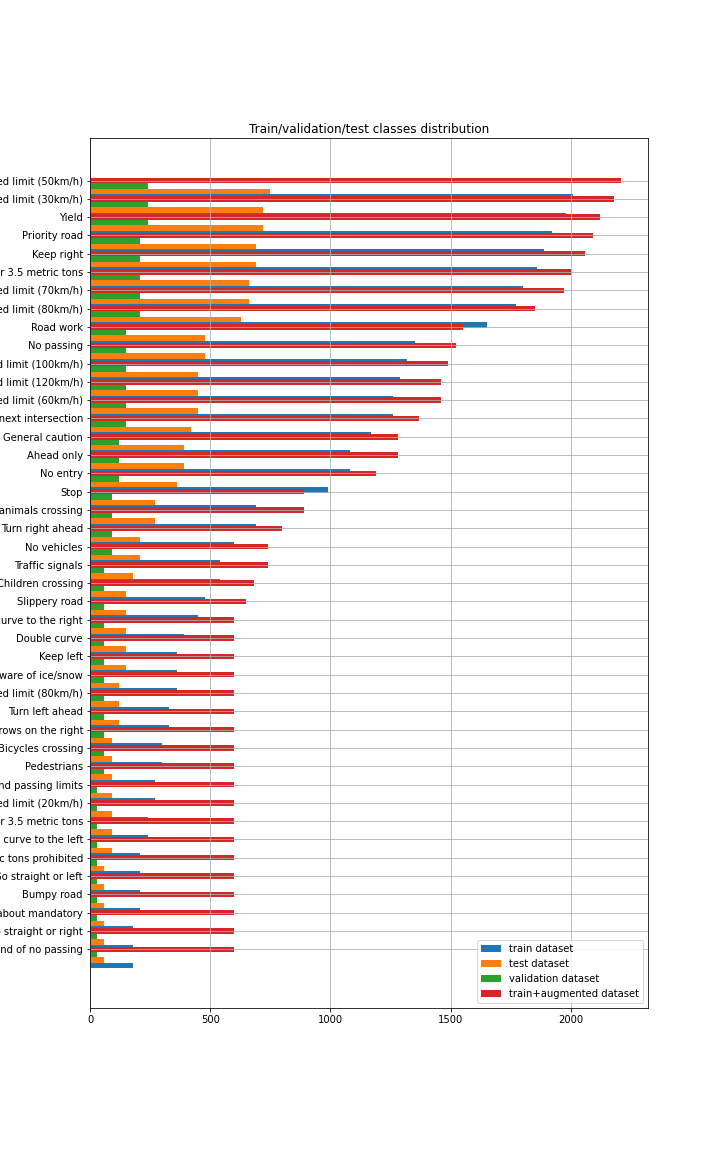 Train/validation/test classes distribution
ed limit (50km/h)
ed limit (30km/h)
Yield
Priority road
Keep right
r 3.5 metric tons
ed limit (70km/h)
ed limit (80km/h)
Road work
No passing
d limit (100km/h)
d limit (120km/h)
ed limit (60km/h)
next intersection
General caution
Ahead only
No entry
Stop
animals crossing
Turn right ahead
No vehicles
Traffic signals
Children crossing
Slippery road
curve to the right
Double curve
Keep left
ware of ice/snow
ed limit (80km/h)
Turn left ahead
rows on the right
Bicycles crossing
Pedestrians
nd passing limits
ed limit (20km/h)
r 3.5 metric tons
curve to the left
c tons prohibited
Go straight or left
Bumpy road
about mandatory
straight or right
nd of no passing
train dataset
test dataset
validation dataset
train+augmented dataset
0 500 1000 1500 2000